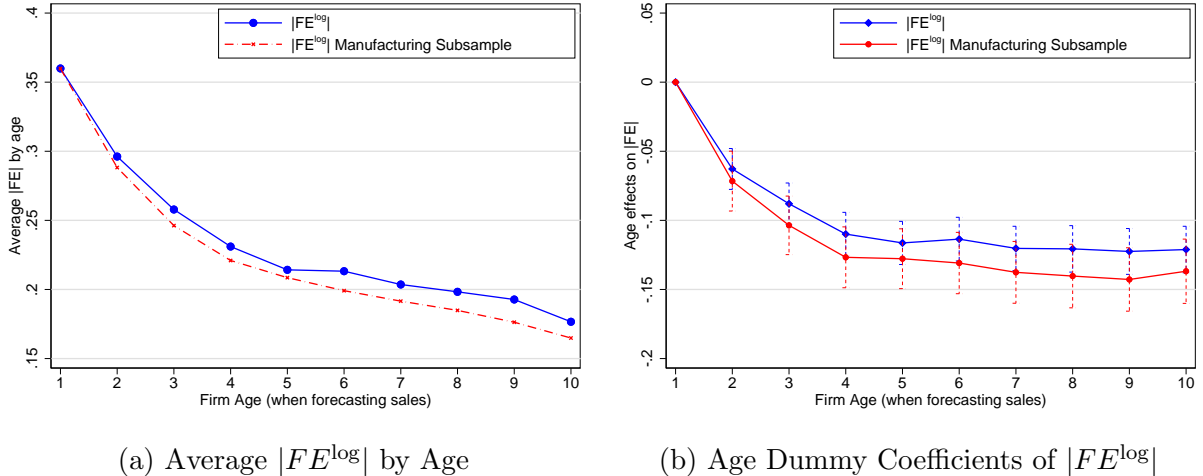 |FE^log|
|FE^log| Manufacturing Subsample
Average |FE| by age
.4
.35
.3
.25
.2
.15
1 2 3 4 5 6 7 8 9 10
Firm Age (when forecasting sales)
(a) Average |FE^log| by Age
|FE^log|
|FE^log| Manufacturing Subsample
Age effects on |FE|
.05
0
-.05
-.1
-.15
-.2
1 2 3 4 5 6 7 8 9 10
Firm Age (when forecasting sales)
(b) Age Dummy Coefficients of |FE^log|